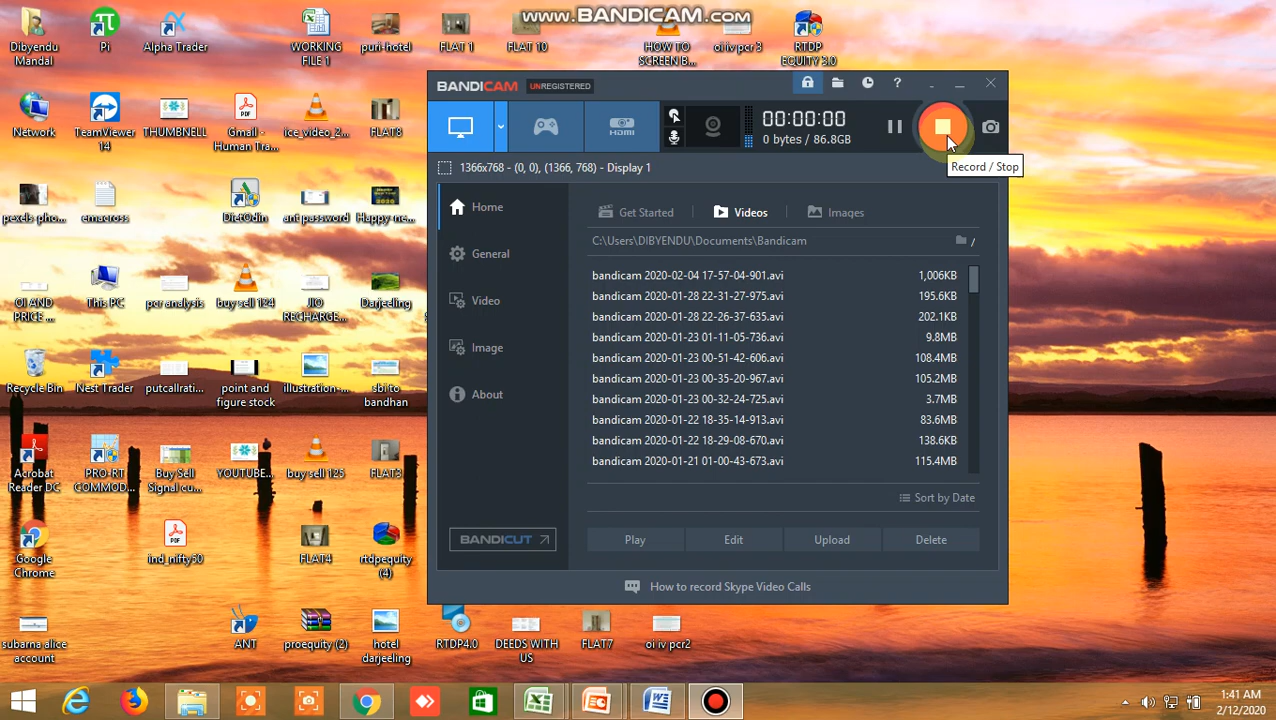 www.BANDICAM.com
Dibyendu
Mandal
Pi
Alpha Trader
WORKING
FILE 1
puri-hotel
FLAT 1
FLAT 10
HOW TO
SCREEN B...
oi iv pcr 3
RTDP
EQUITY 3.0
BANDICAM
UNREGISTERED
?
Network
TeamViewer
14
THUMBNELL
Gmail -
Human Tra...
ice_video_2...
FLAT8
HDMI
00:00:00
0 bytes / 86.8GB
Record / Stop
1366x768 - (0, 0), (1366, 768) - Display 1
pexels-pho...
emacross
DietOdin
ant password
Happy-ne...
Home
Get Started
Videos
Images
General
C:\Users\DIBYENDU\Documents\Bandicam
/
OI AND
PRICE ...
This PC
pcr analysis
buy sell 124
JIO
RECHARGE...
Darjeeling
Video
Image
About
bandicam 2020-02-04 17-57-04-901.avi 1,006KB
bandicam 2020-01-28 22-31-27-975.avi 195.6KB
bandicam 2020-01-28 22-26-37-635.avi 202.1KB
bandicam 2020-01-23 01-11-05-736.avi 9.8MB
bandicam 2020-01-23 00-51-42-606.avi 108.4MB
bandicam 2020-01-23 00-35-20-967.avi 105.2MB
bandicam 2020-01-23 00-32-24-725.avi 3.7MB
bandicam 2020-01-22 18-35-14-913.avi 83.6MB
bandicam 2020-01-22 18-29-08-670.avi 138.6KB
bandicam 2020-01-21 01-00-43-673.avi 115.4MB
Recycle Bin
Nest Trader
putcallrati...
point and
figure stock
illustration-...
sbi to
bandhan
Acrobat
Reader DC
PRO-RT
COMMOD...
Buy Sell
Signal cu...
YOUTUBE...
buy sell 125
FLAT3
Sort by Date
BANDICUT
Play
Edit
Upload
Delete
Google
Chrome
ind_nifty50
FLAT4
rtdpequity
(4)
How to record Skype Video Calls
subarna alice
account
ANT
proequity (2)
hotel
darjeeling
RTDP4.0
DEEDS WITH
US
FLAT7
oi iv pcr2
1:41 AM
2/12/2020